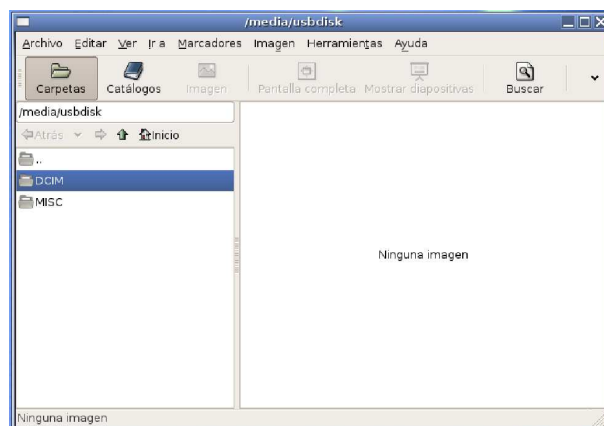 /media/usbdisk
Archivo Editar Ver Ir a Marcadores Imagen Herramientas Ayuda
Carpetas Catálogos Imagen Pantalla completa Mostrar diapositivas Buscar
/media/usbdisk
Atrás Inicio
..
DCIM
MISC
Ninguna imagen
Ninguna imagen